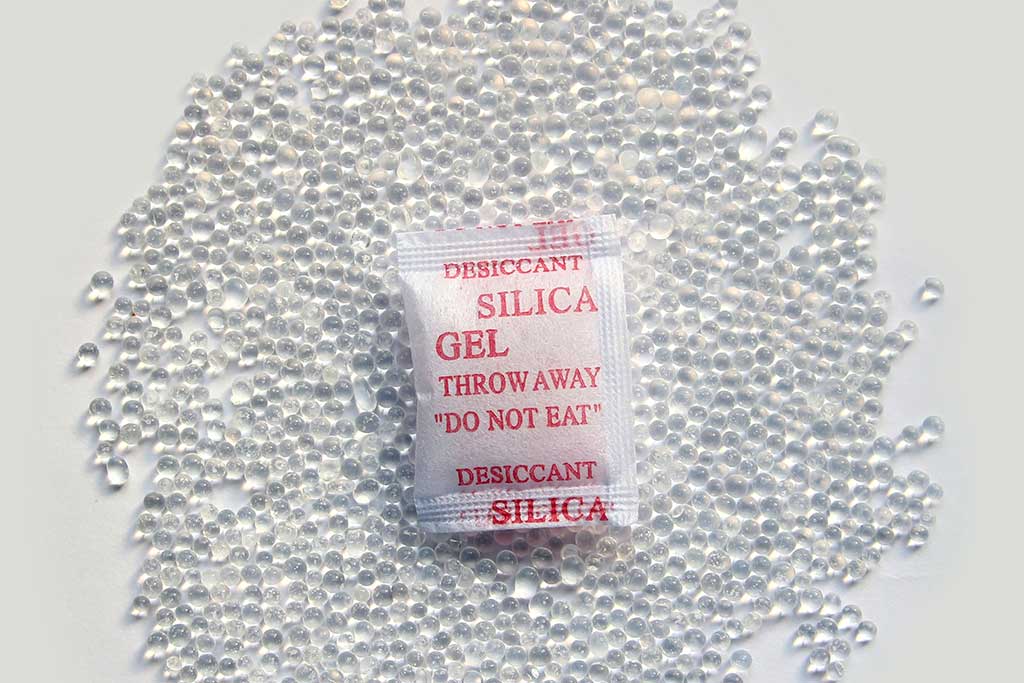 DESICCANT
SILICA
GEL
THROW AWAY
"DO NOT EAT"
DESICCANT
SILICA